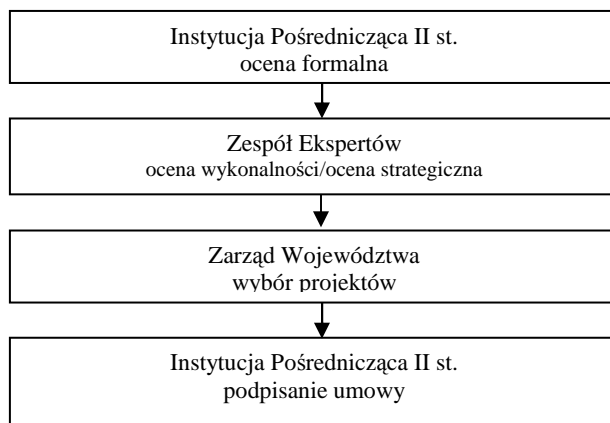 Instytucja Pośrednicząca II st.
ocena formalna
Zespół Ekspertów
ocena wykonalności/ocena strategiczna
Zarząd Województwa
wybór projektów
Instytucja Pośrednicząca II st.
podpisanie umowy